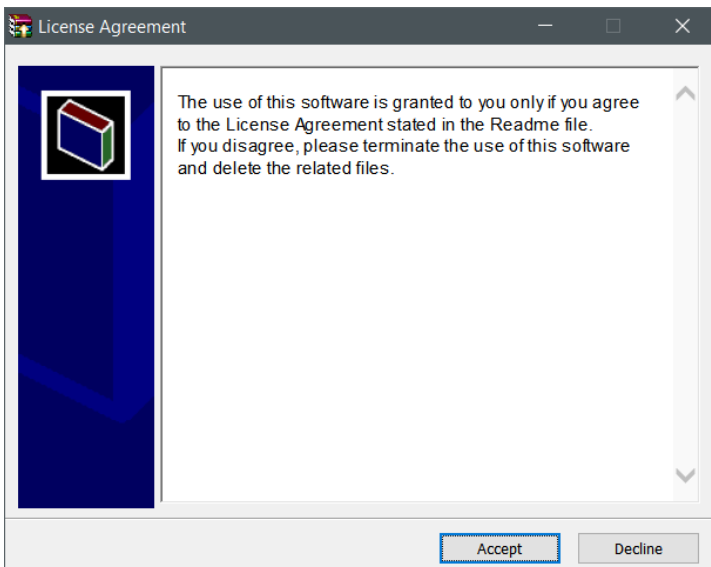 License Agreement
The use of this software is granted to you only if you agree
to the License Agreement stated in the Readme file.
If you disagree, please terminate the use of this software
and delete the related files.
Accept
Decline